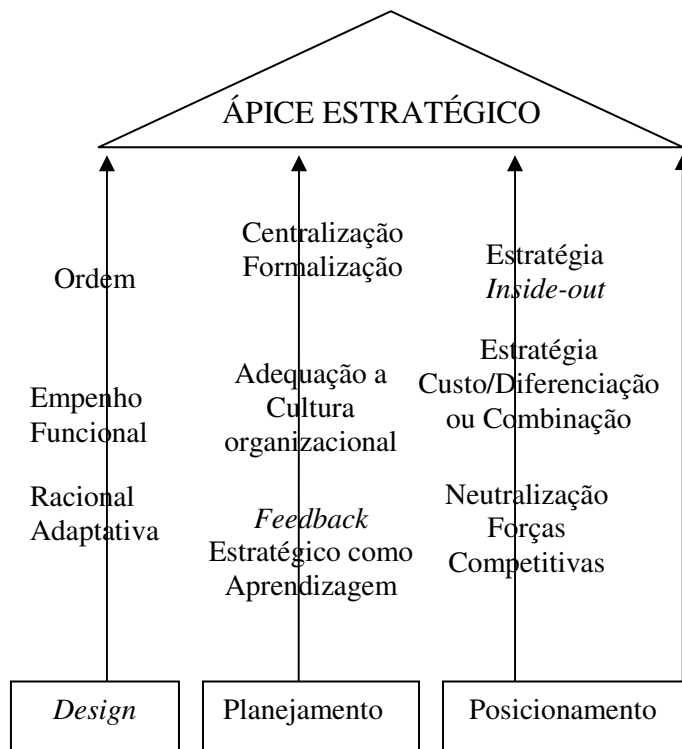 ÁPICE ESTRATÉGICO
Ordem
Empenho
Funcional
Racional
Adaptativa
Centralização
Formalização
Adequação a
Cultura
organizacional
Feedback
Estratégico como
Aprendizagem
Estratégia
Inside-out
Estratégia
Custo/Diferenciação
ou Combinação
Neutralização
Forças
Competitivas
Design
Planejamento
Posicionamento